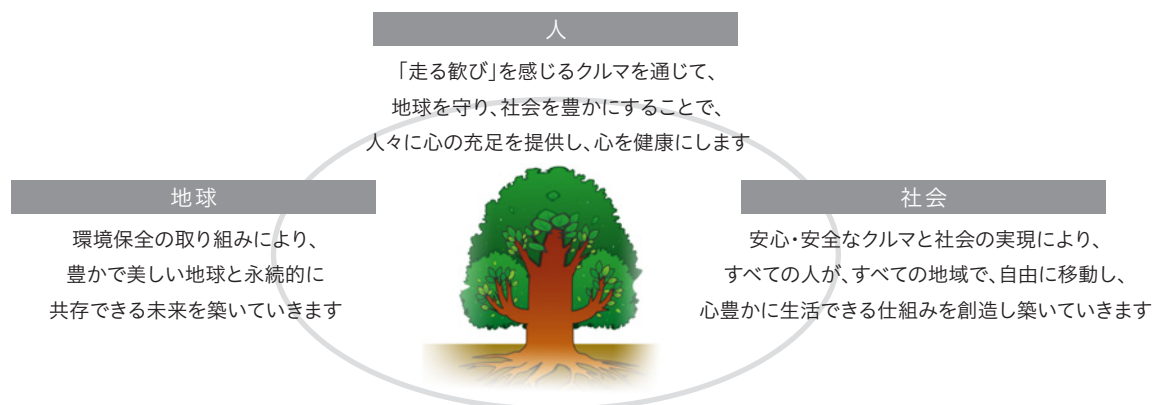 人
「走る歓び」を感じるクルマを通じて、
地球を守り、社会を豊かにすることで、
人々に心の充足を提供し、心を健康にします
地球
環境保全の取り組みにより、
豊かで美しい地球と永続的に
共存できる未来を築いていきます
社会
安心・安全なクルマと社会の実現により、
すべての人が、すべての地域で、自由に移動し、
心豊かに生活できる仕組みを創造し築いていきます